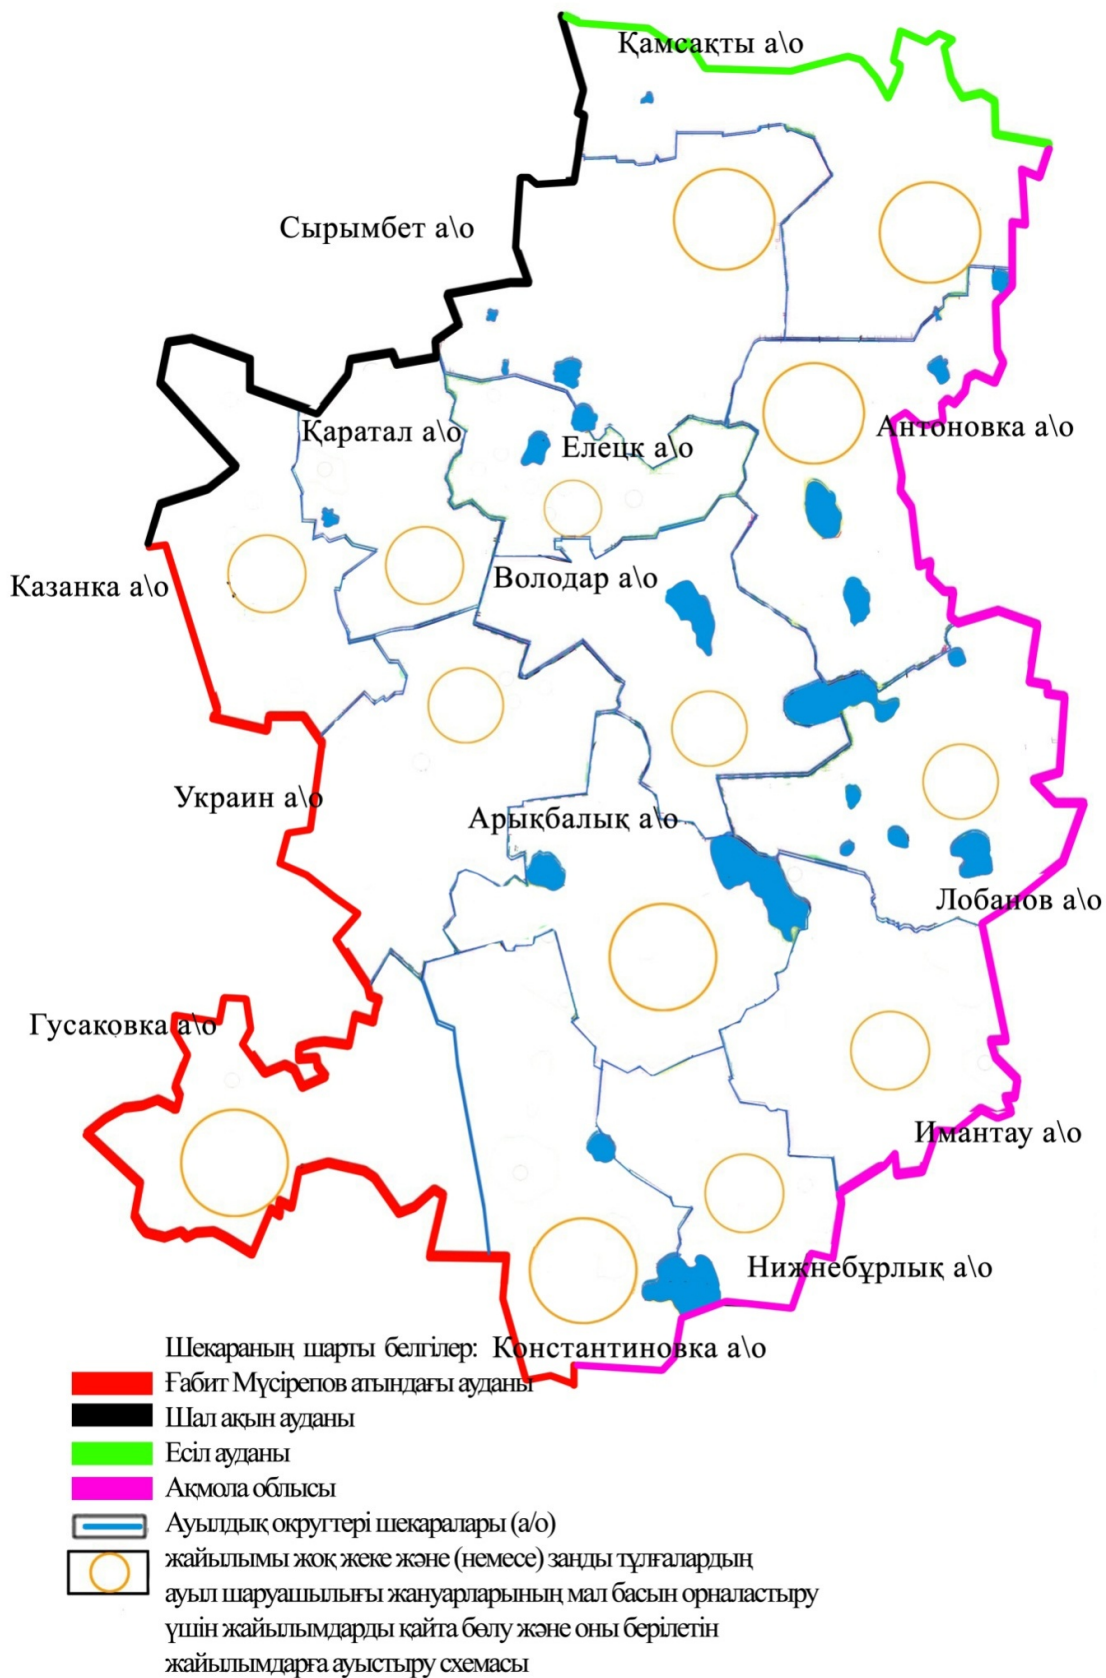 Қамсақты а\о
Сырымбет а\о
Қаратал а\о
Елецк а\о
Антоновка а\о
Казанка а\о
Володар а\о
Украин а\о
Арықбалық а\о
Лобанов а\о
Гусаковка а\о
Имантау а\о
Нижнебұрлық а\о
Константиновка а\о
Шекараның шарты белгілер:
Ғабит Мүсірепов атындағы ауданы
Шал ақын ауданы
Есіл ауданы
Ақмола облысы
Ауылдық округтері шекаралары (а/о)
жайылымы жоқ жеке және (немесе) заңды тұлғалардың
ауыл шаруашылығы жануарларының мал басын орналастыру
үшін жайылымдарды қайта бөлу және оны берілетін
жайылымдарға ауыстыру схемасы